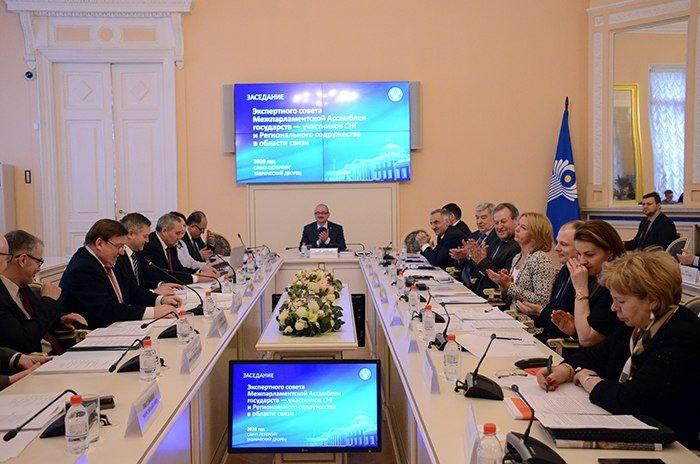 ЗАСЕДАНИЕ
Экспертного совета
Межпарламентской Ассамблеи
государств — участников СНГ
и Регионального содружества
в области связи
2020 год
САНКТ-ПЕТЕРБУРГ
ТАВРИЧЕСКИЙ ДВОРЕЦ
ЗАСЕДАНИЕ
Экспертного совета
Межпарламентской Ассамблеи
государств — участников СНГ
и Регионального содружества
в области связи
2020 год
САНКТ-ПЕТЕРБУРГ
ТАВРИЧЕСКИЙ ДВОРЕЦ